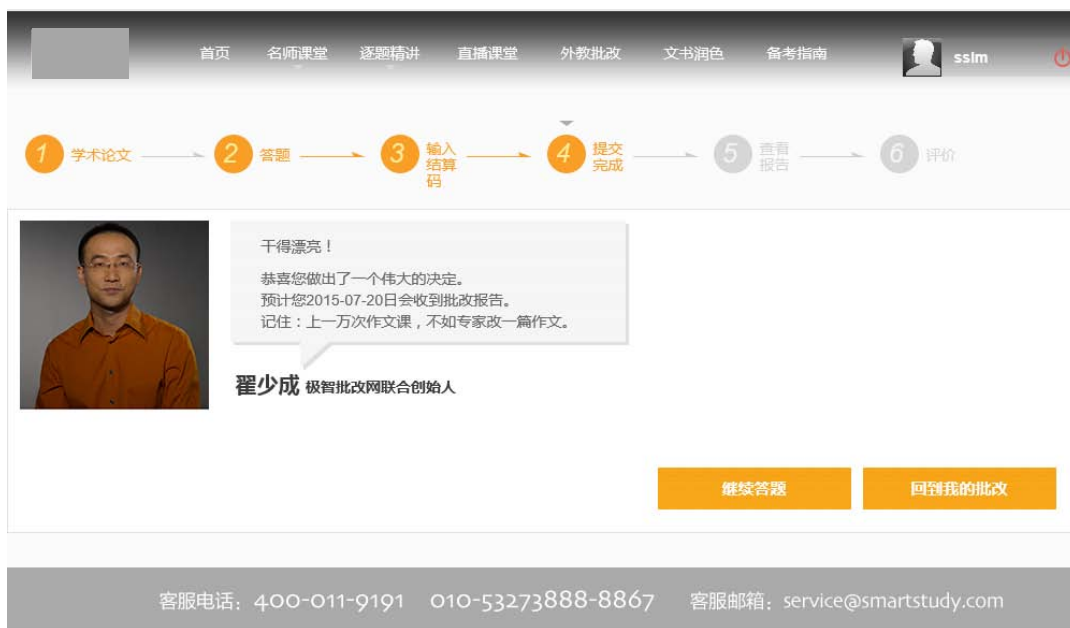 首页 名师课堂 逐题精讲 直播课堂 外教批改 文书润色 备考指南 sslm
1 学术论文 2 答题 3 输入结算码 4 提交完成 5 查看报告 6 评价
干得漂亮！
恭喜您做出了一个伟大的决定。
预计您2015-07-20日会收到批改报告。
记住：上一万次作文课，不如专家改一篇作文。
翟少成 极智批改网联合创始人
继续答题 回到我的批改
客服电话：400-011-9191 010-53273888-8867 客服邮箱：service@smartstudy.com